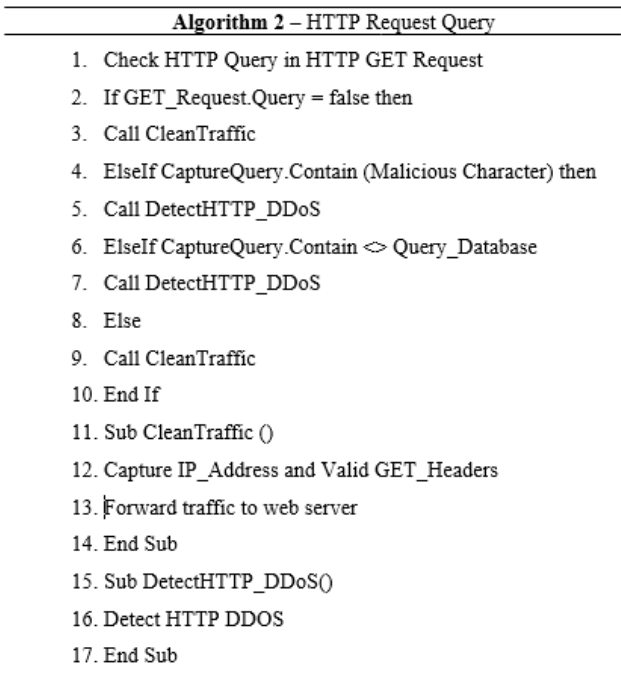 Algorithm 2 – HTTP Request Query
1. Check HTTP Query in HTTP GET Request
2. If GET_Request.Query = false then
3. Call CleanTraffic
4. ElseIf CaptureQuery.Contain (Malicious Character) then
5. Call DetectHTTP_DDoS
6. ElseIf CaptureQuery.Contain <> Query_Database
7. Call DetectHTTP_DDoS
8. Else
9. Call CleanTraffic
10. End If
11. Sub CleanTraffic ()
12. Capture IP_Address and Valid GET_Headers
13. Forward traffic to web server
14. End Sub
15. Sub DetectHTTP_DDoS()
16. Detect HTTP DDOS
17. End Sub